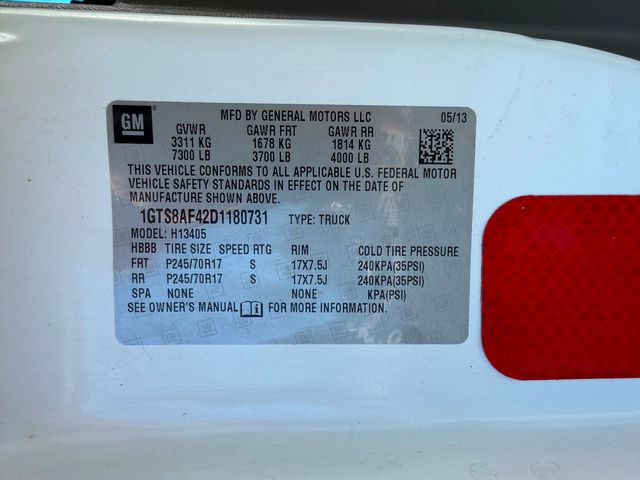 GM
MFD BY GENERAL MOTORS LLC 05/13
GVWR GAWR FRT GAWR RR
3311 KG 1678 KG 1814 KG
7300 LB 3700 LB 4000 LB
THIS VEHICLE CONFORMS TO ALL APPLICABLE U.S. FEDERAL MOTOR
VEHICLE SAFETY STANDARDS IN EFFECT ON THE DATE OF
MANUFACTURE SHOWN ABOVE.
1GTS8AF42D1180731 TYPE: TRUCK
MODEL: H13405
HBBB TIRE SIZE SPEED RTG RIM COLD TIRE PRESSURE
FRT P245/70R17 S 17X7.5J 240KPA(35PSI)
RR P245/70R17 S 17X7.5J 240KPA(35PSI)
SPA NONE NONE KPA(PSI)
SEE OWNER'S MANUAL FOR MORE INFORMATION.